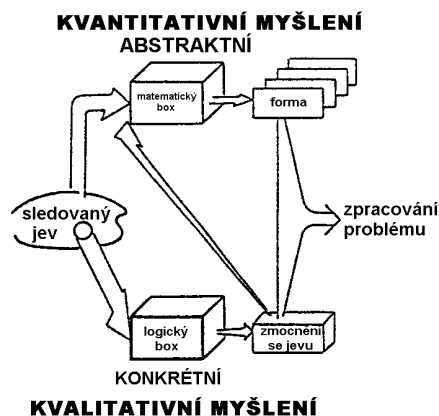 KVANTITATIVNÍ MYŠLENÍ
ABSTRAKTNÍ
matematický
box
forma
sledovaný
jev
zpracování
problému
logický
box
zmocnění
se jevu
KONKRÉTNÍ
KVALITATIVNÍ MYŠLENÍ